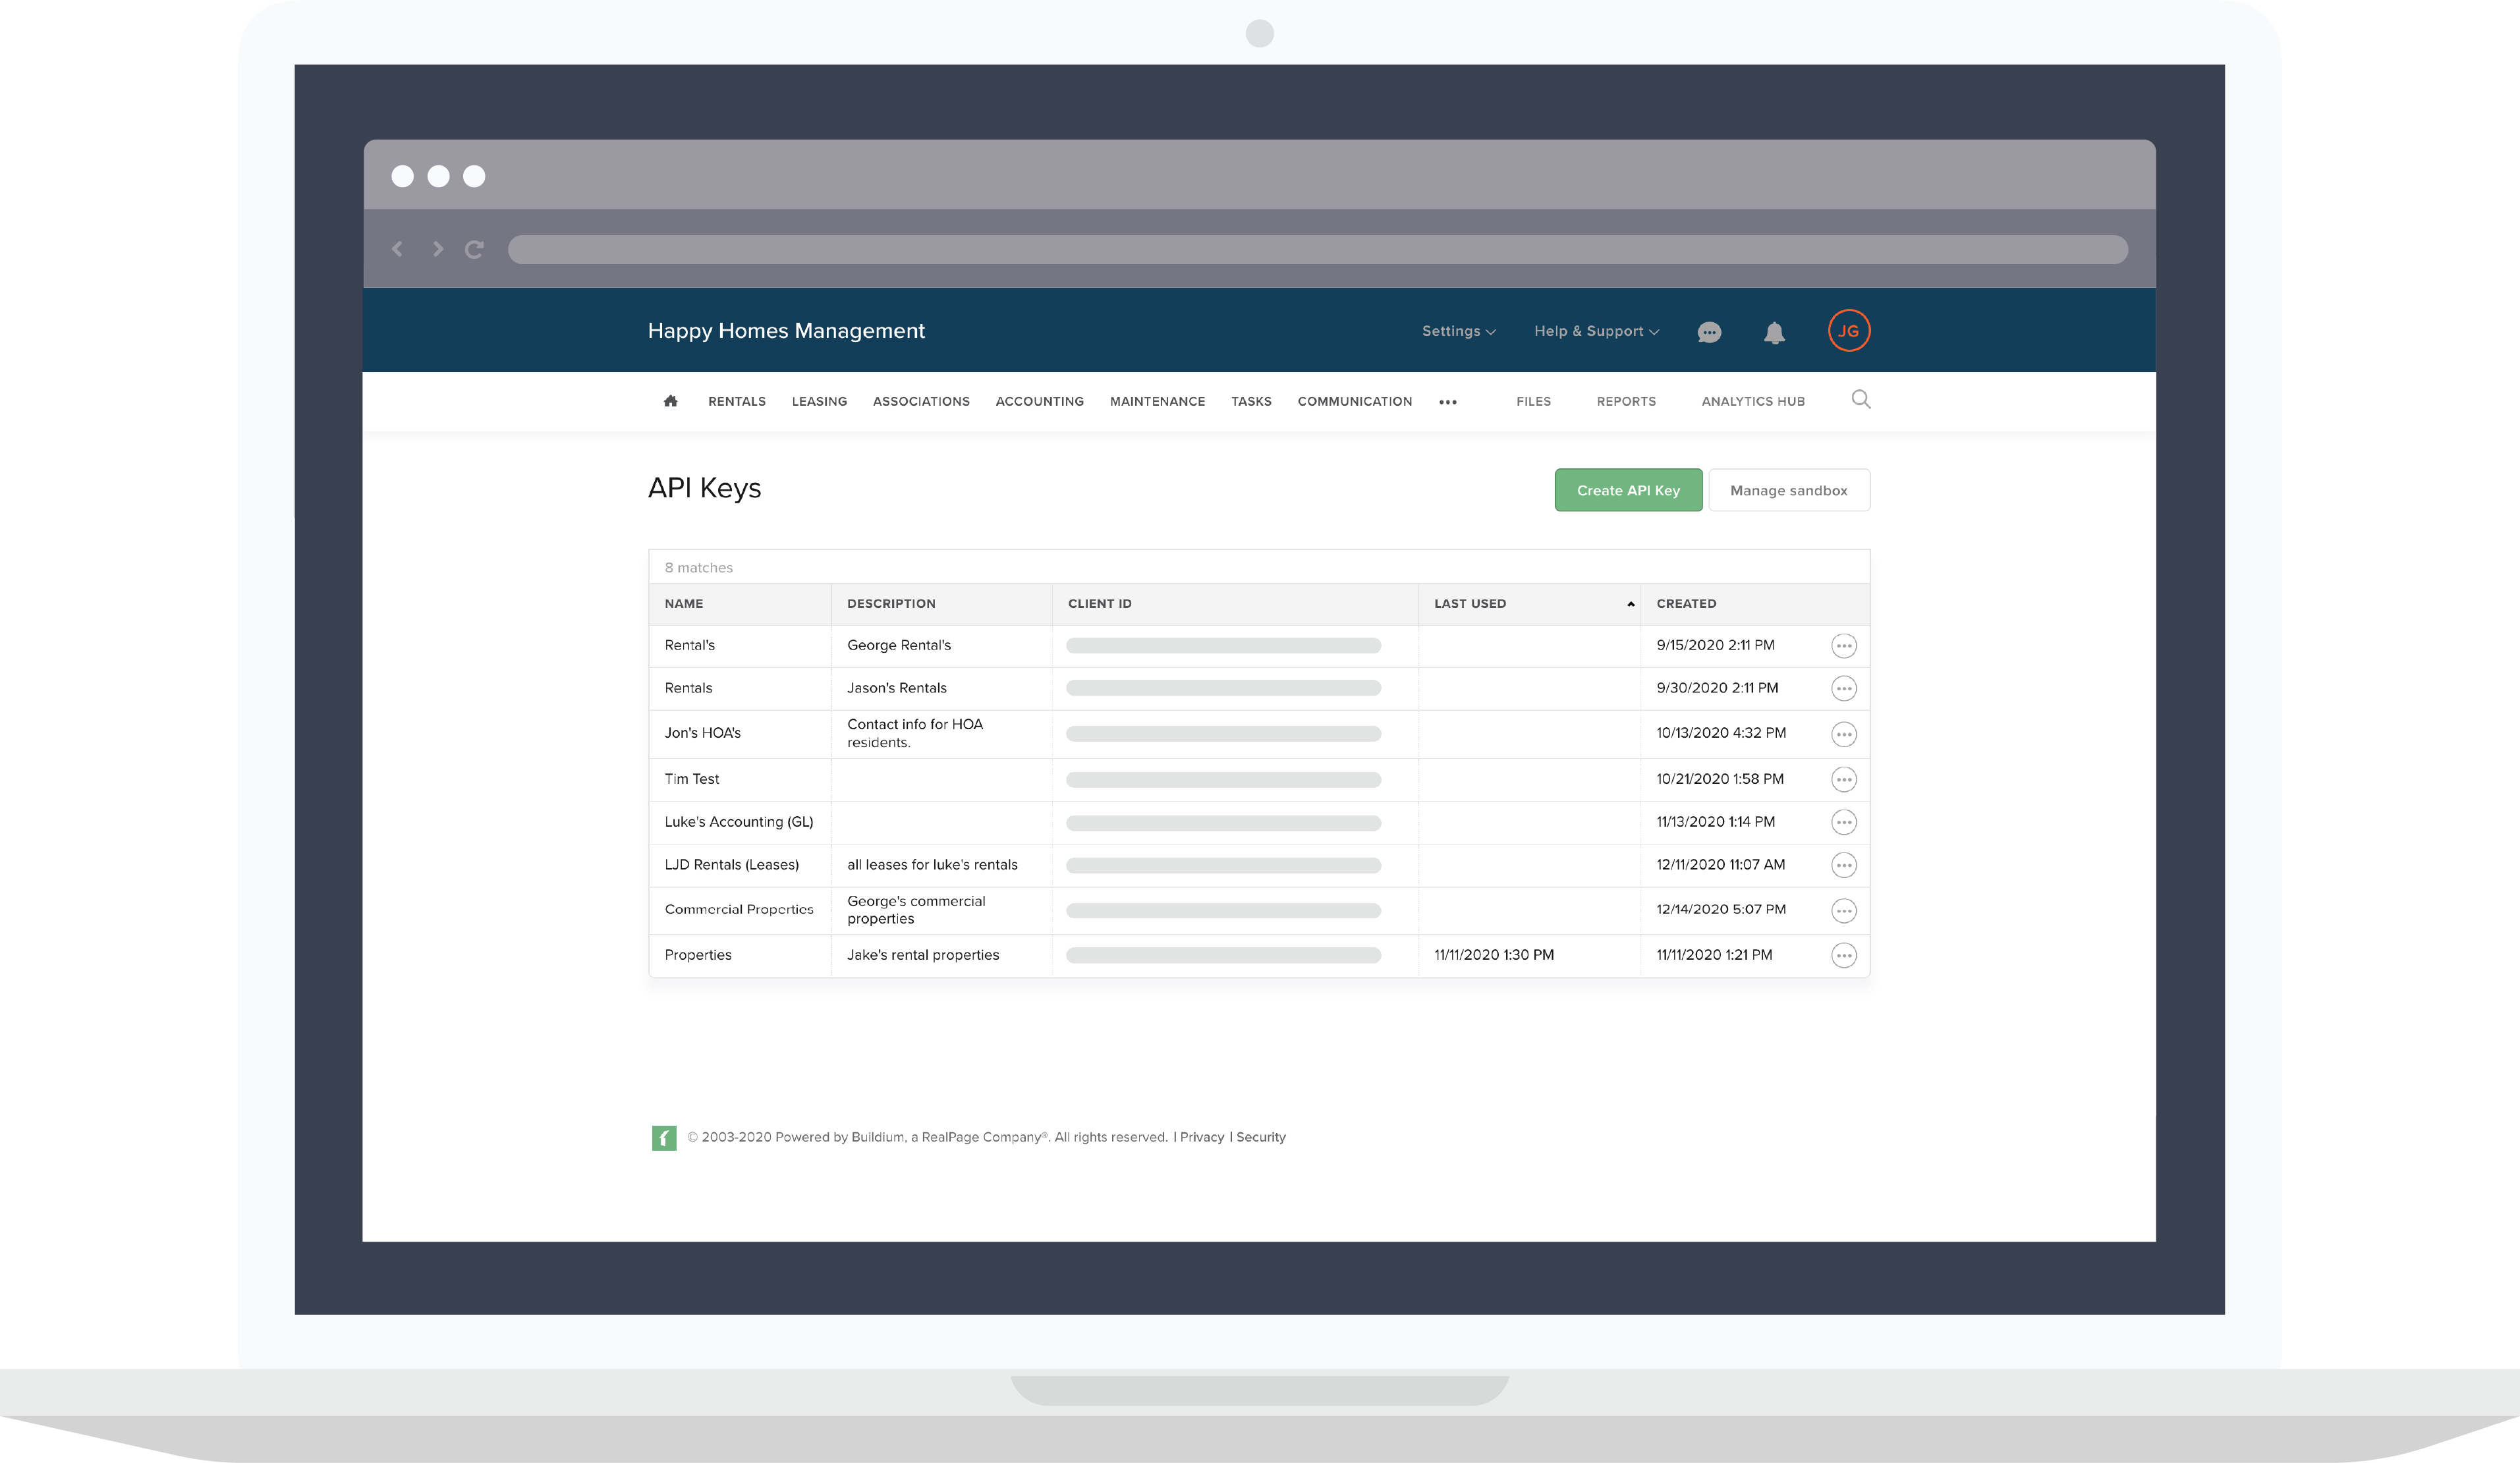 Happy Homes Management
Settings
Help & Support
JG
RENTALS
LEASING
ASSOCIATIONS
ACCOUNTING
MAINTENANCE
TASKS
COMMUNICATION
FILES
REPORTS
ANALYTICS HUB
API Keys
Create API Key
Manage sandbox
8 matches
NAME
DESCRIPTION
CLIENT ID
LAST USED
CREATED
Rental's
George Rental's
9/15/2020 2:11 PM
Rentals
Jason's Rentals
9/30/2020 2:11 PM
Jon's HOA's
Contact info for HOA
residents.
10/13/2020 4:32 PM
Tim Test
10/21/2020 1:58 PM
Luke's Accounting (GL)
11/13/2020 1:14 PM
LJD Rentals (Leases)
all leases for luke's rentals
12/11/2020 11:07 AM
Commercial Properties
George's commercial
properties
12/14/2020 5:07 PM
Properties
Jake's rental properties
11/11/2020 1:30 PM
11/11/2020 1:21 PM
© 2003-2020 Powered by Buildium, a RealPage Company®. All rights reserved. | Privacy | Security